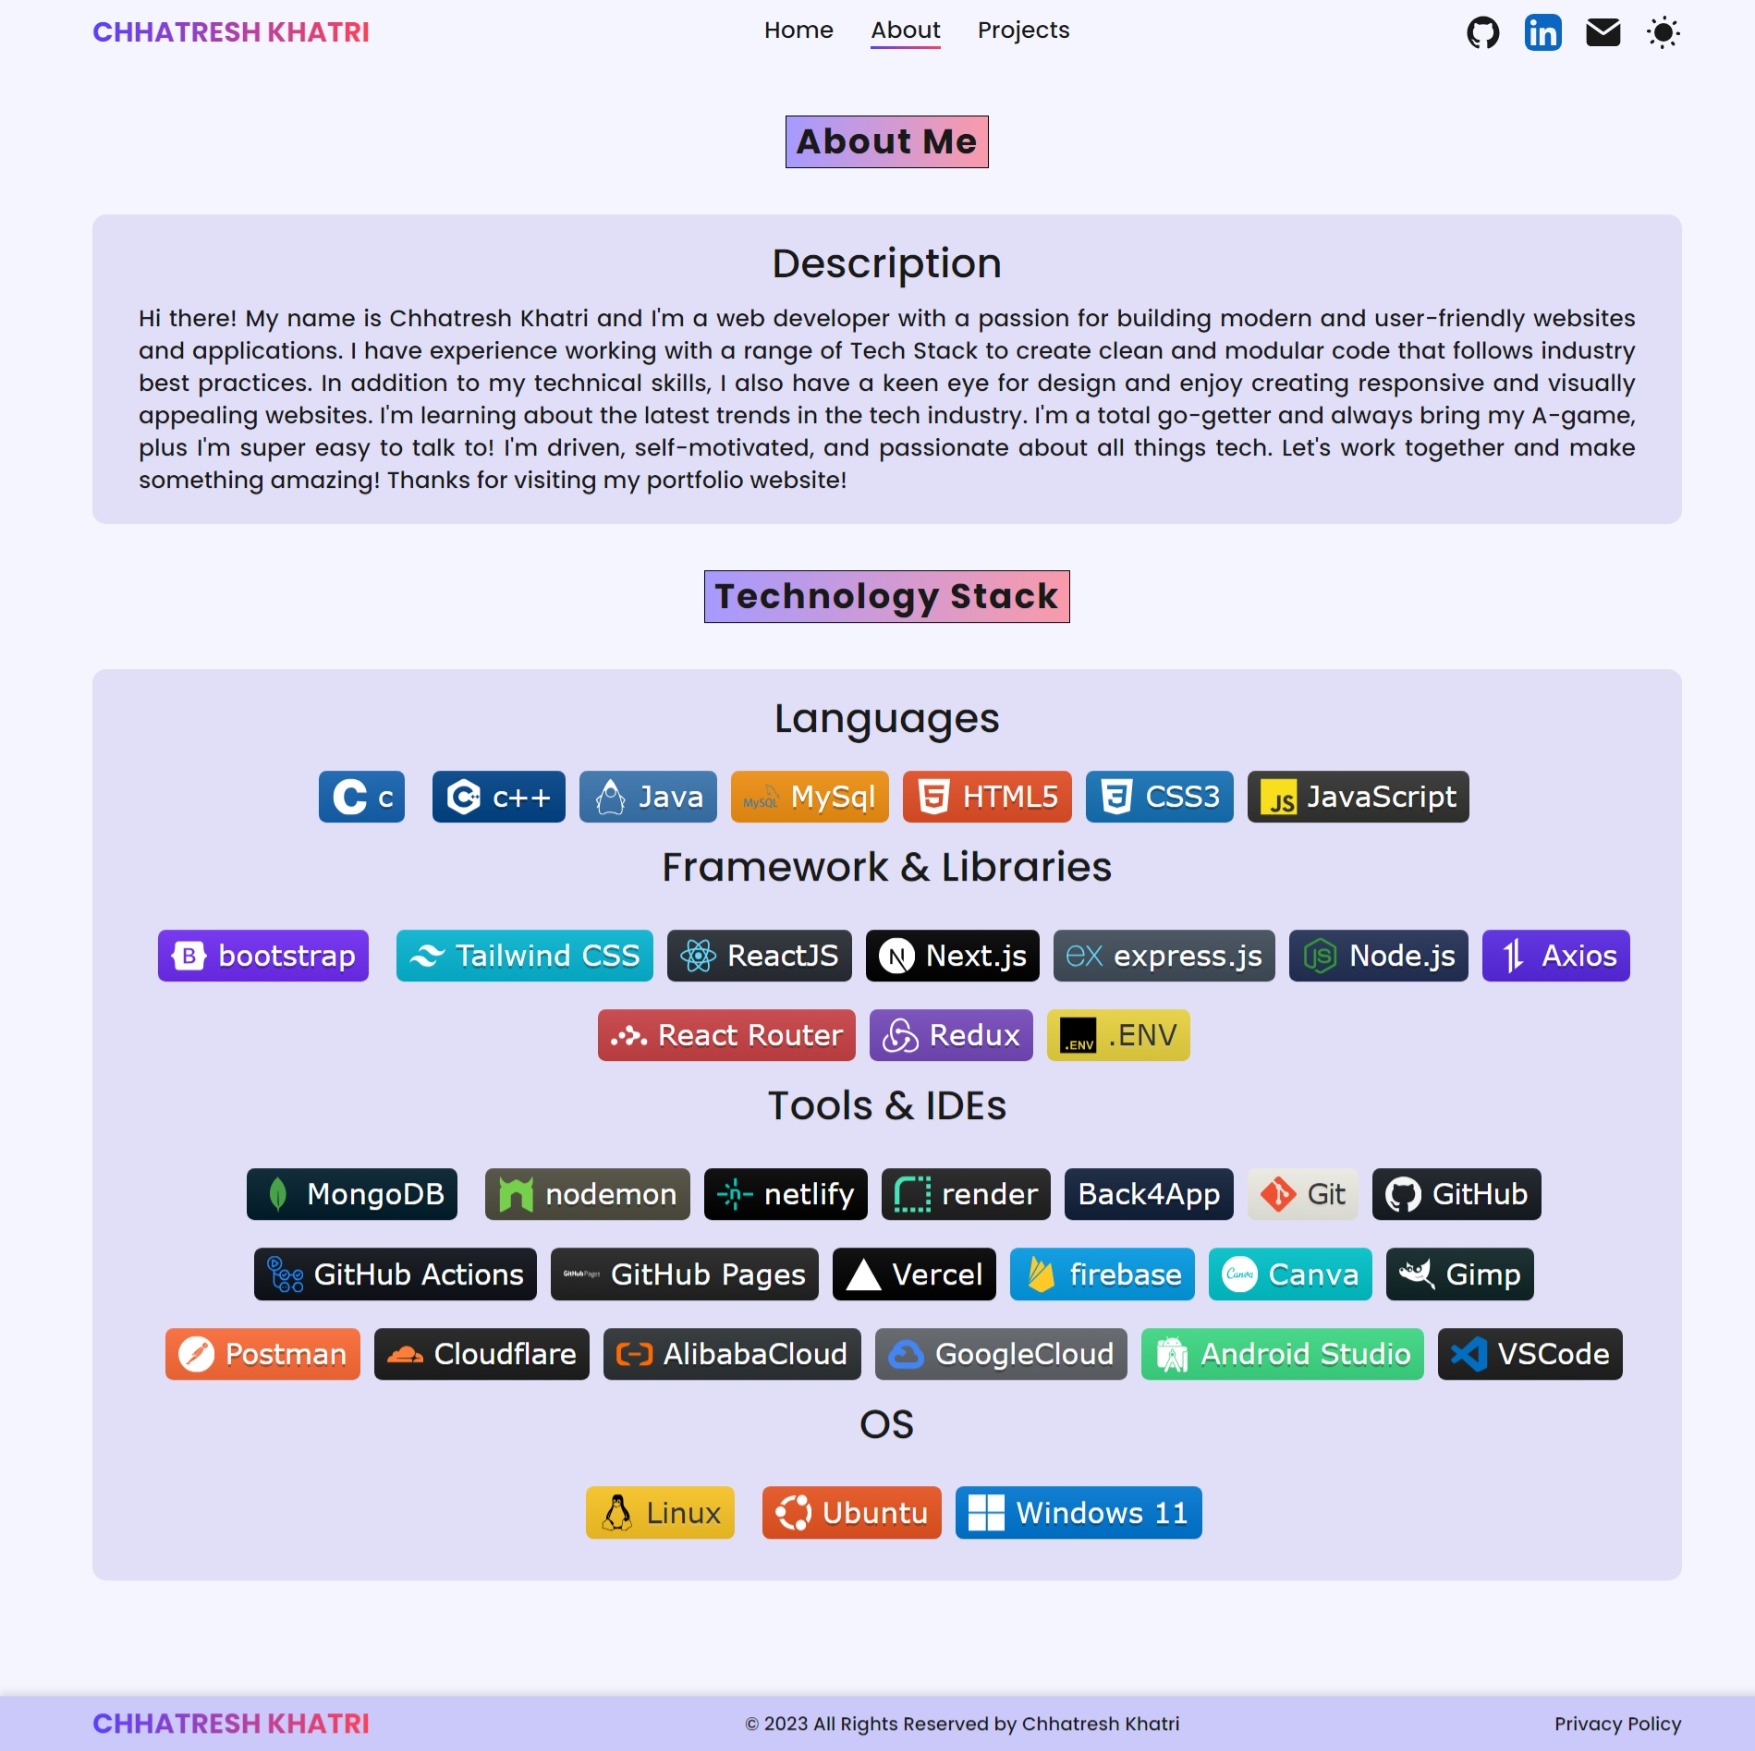 CHHATRESH KHATRI Home About Projects
About Me
Description
Hi there! My name is Chhatresh Khatri and I'm a web developer with a passion for building modern and user-friendly websites
and applications. I have experience working with a range of Tech Stack to create clean and modular code that follows industry
best practices. In addition to my technical skills, I also have a keen eye for design and enjoy creating responsive and visually
appealing websites. I'm learning about the latest trends in the tech industry. I'm a total go-getter and always bring my A-game,
plus I'm super easy to talk to! I'm driven, self-motivated, and passionate about all things tech. Let's work together and make
something amazing! Thanks for visiting my portfolio website!
Technology Stack
Languages
C c C++ c++ Java MySQL MySql 5 HTML5 3 CSS3 JS JavaScript
Framework & Libraries
B bootstrap Tailwind CSS ReactJS N Next.js ex express.js JS Node.js Axios
React Router Redux .ENV .ENV
Tools & IDEs
MongoDB nodemon netlify render Back4App Git GitHub
GitHub Actions GitHub Pages GitHub Pages Vercel firebase Canva Canva Gimp
Postman Cloudflare AlibabaCloud GoogleCloud Android Studio VSCode
OS
Linux Ubuntu Windows 11
CHHATRESH KHATRI © 2023 All Rights Reserved by Chhatresh Khatri Privacy Policy